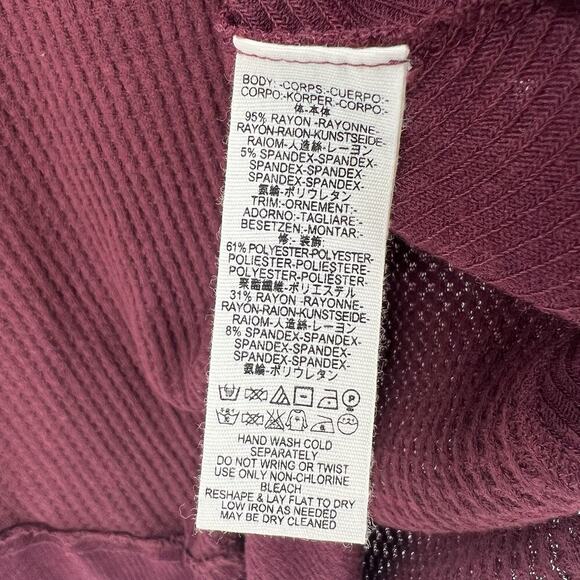 BODY:-CORPS:-CUERPO:-
CORPO:-KÖRPER-CORPO:-
体-本体
95% RAYON -RAYONNE-
RAYON-RAION-KUNSTSEIDE-
RAIOM-人造絲-レーヨン
5% SPANDEX-SPANDEX-
SPANDEX-SPANDEX-
SPANDEX-SPANDEX-
氨綸-ポリウレタン
TRIM:-ORNEMENT:-
ADORNO:-TAGLIARE:-
BESETZEN:-MONTAR:-
修:- 装飾:
61% POLYESTER-POLYESTER-
POLIESTER-POLIESTERE-
POLYESTER-POLIÉSTER-
聚酯纖維-ポリエステル
31% RAYON -RAYONNE-
RAYON-RAION-KUNSTSEIDE-
RAIOM-人造絲-レーヨン
8% SPANDEX-SPANDEX-
SPANDEX-SPANDEX-
SPANDEX-SPANDEX-
氨綸-ポリウレタン
P
HAND WASH COLD
SEPARATELY
DO NOT WRING OR TWIST
USE ONLY NON-CHLORINE
BLEACH
RESHAPE & LAY FLAT TO DRY
LOW IRON AS NEEDED
MAY BE DRY CLEANED